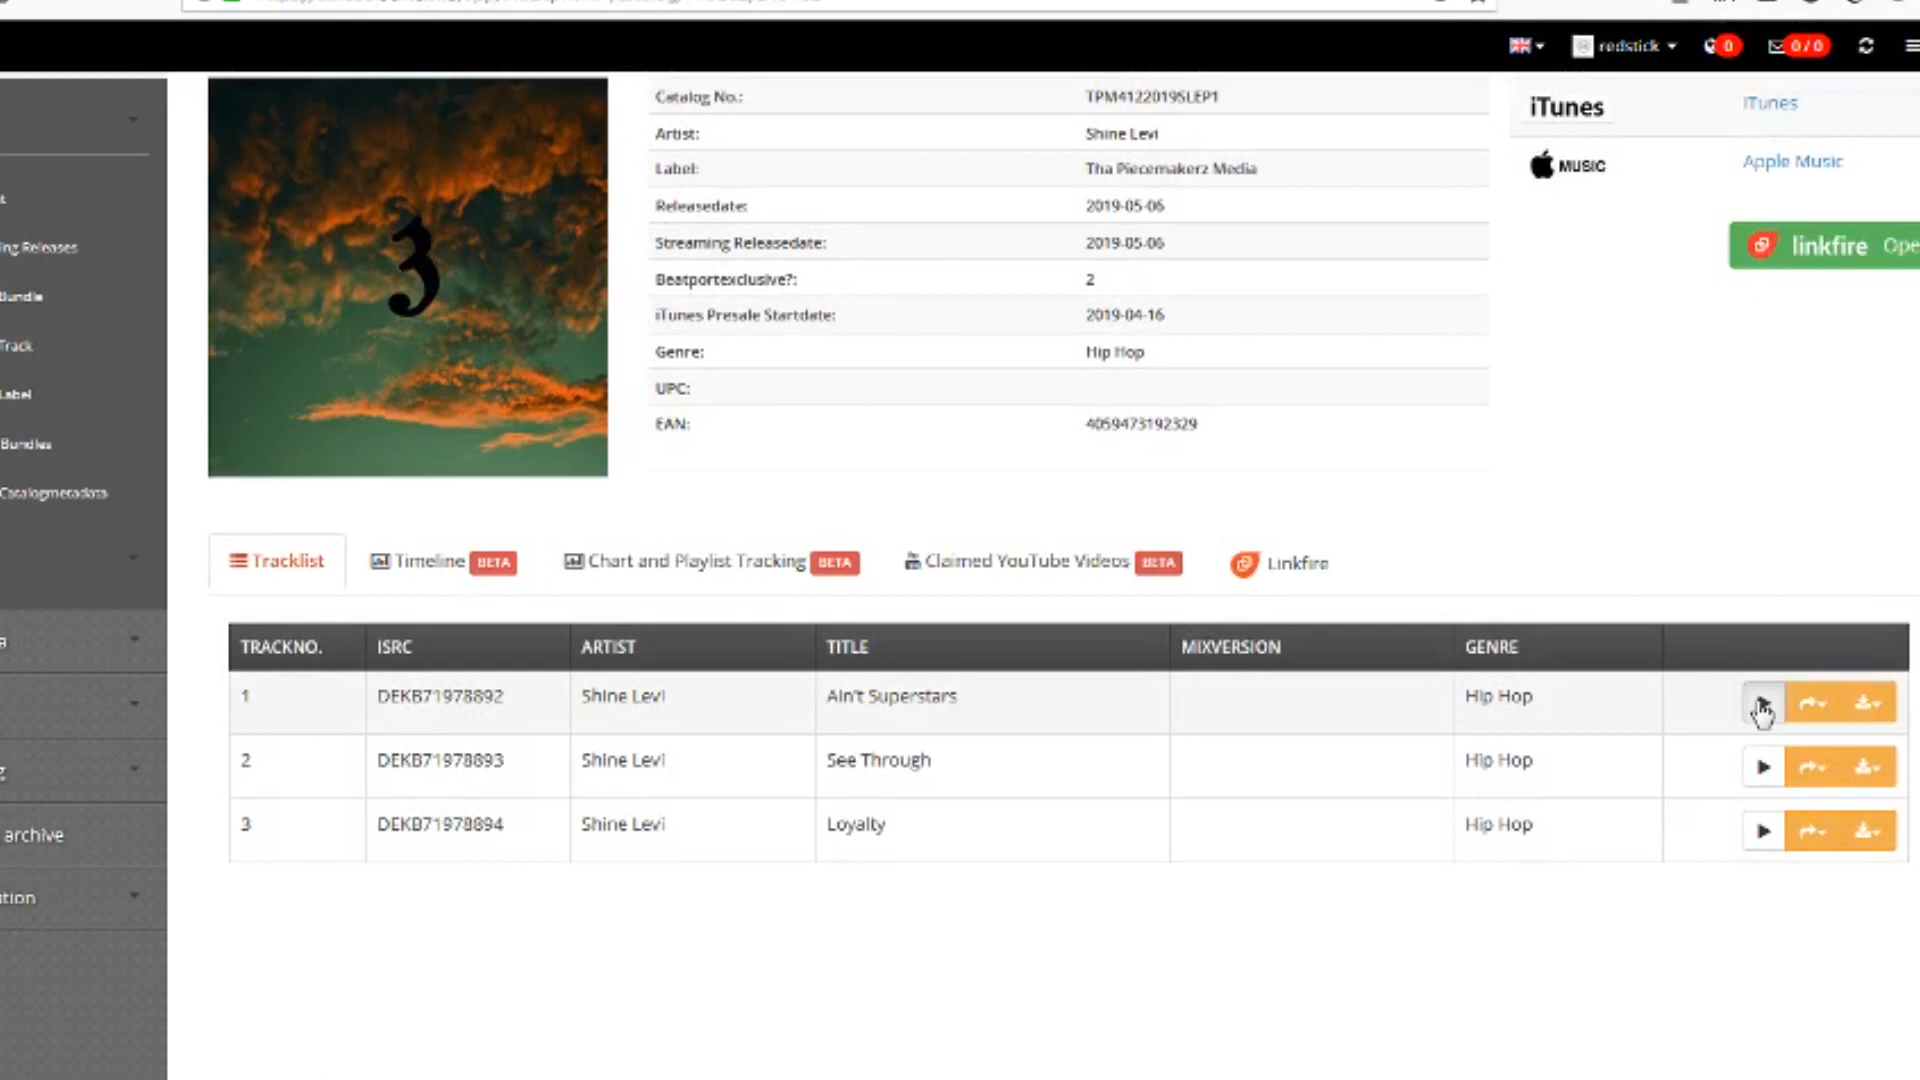 redstick 0 0 / 0
Catalog No.: TPM4122019SLEP1
Artist: Shine Levi
Label: Tha Piecemakerz Media
Releasedate: 2019-05-06
Streaming Releasedate: 2019-05-06
Beatportexclusive?: 2
iTunes Presale Startdate: 2019-04-16
Genre: Hip Hop
UPC:
EAN: 4059473192329
3
iTunes iTunes
MUSIC Apple Music
linkfire Ope
t
ing Releases
Bundle
Track
Label
Bundles
Catalogmetadata
a
g
archive
ation
Tracklist Timeline BETA Chart and Playlist Tracking BETA Claimed YouTube Videos BETA Linkfire
TRACKNO. ISRC ARTIST TITLE MIXVERSION GENRE
1 DEKB71978892 Shine Levi Ain't Superstars Hip Hop
2 DEKB71978893 Shine Levi See Through Hip Hop
3 DEKB71978894 Shine Levi Loyalty Hip Hop